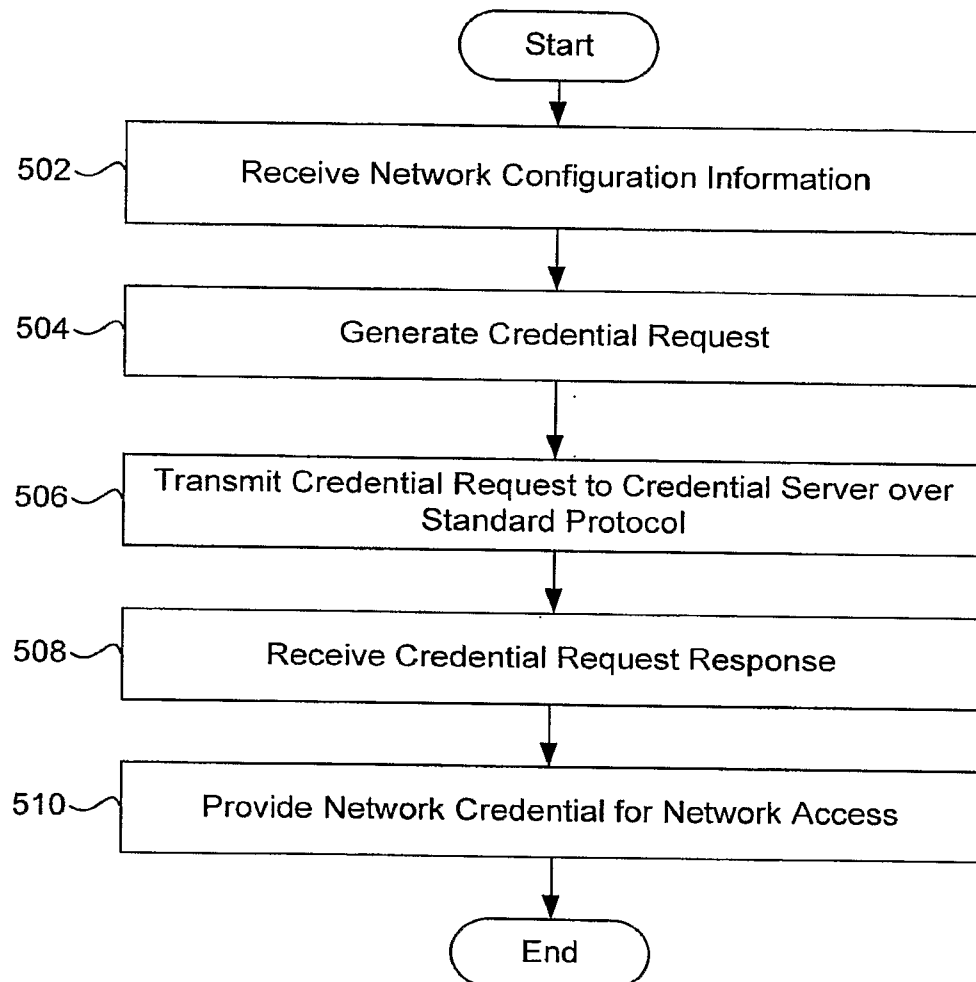 Start
502
Receive Network Configuration Information
504
Generate Credential Request
506
Transmit Credential Request to Credential Server over
Standard Protocol
508
Receive Credential Request Response
510
Provide Network Credential for Network Access
End